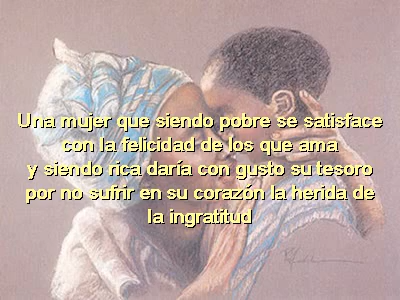 Una mujer que siendo pobre se satisface
con la felicidad de los que ama
y siendo rica daría con gusto su tesoro
por no sufrir en su corazón la herida de
la ingratitud